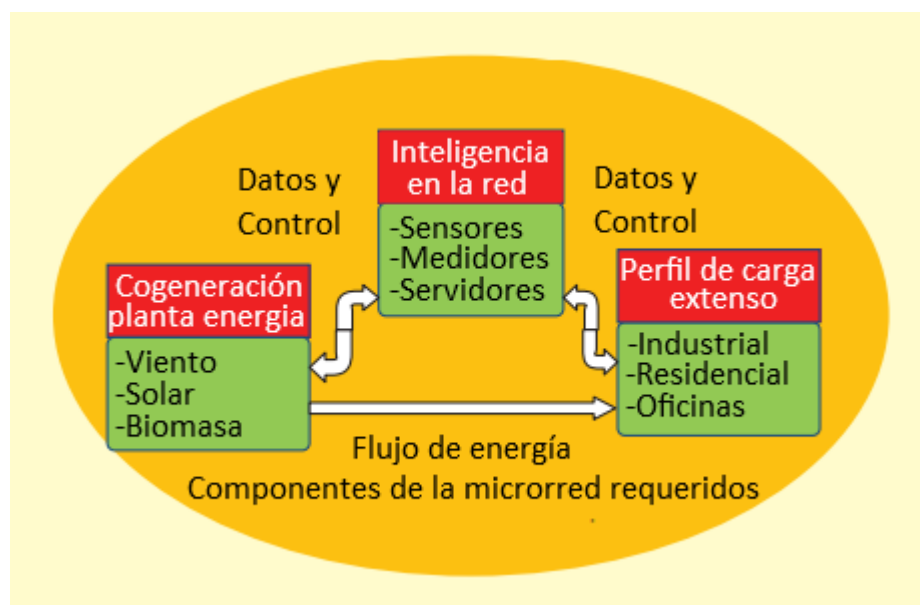 Inteligencia
en la red
-Sensores
-Medidores
-Servidores
Datos y
Control
Datos y
Control
Cogeneración
planta energia
-Viento
-Solar
-Biomasa
Perfil de carga
extenso
-Industrial
-Residencial
-Oficinas
Flujo de energía
Componentes de la microrred requeridos